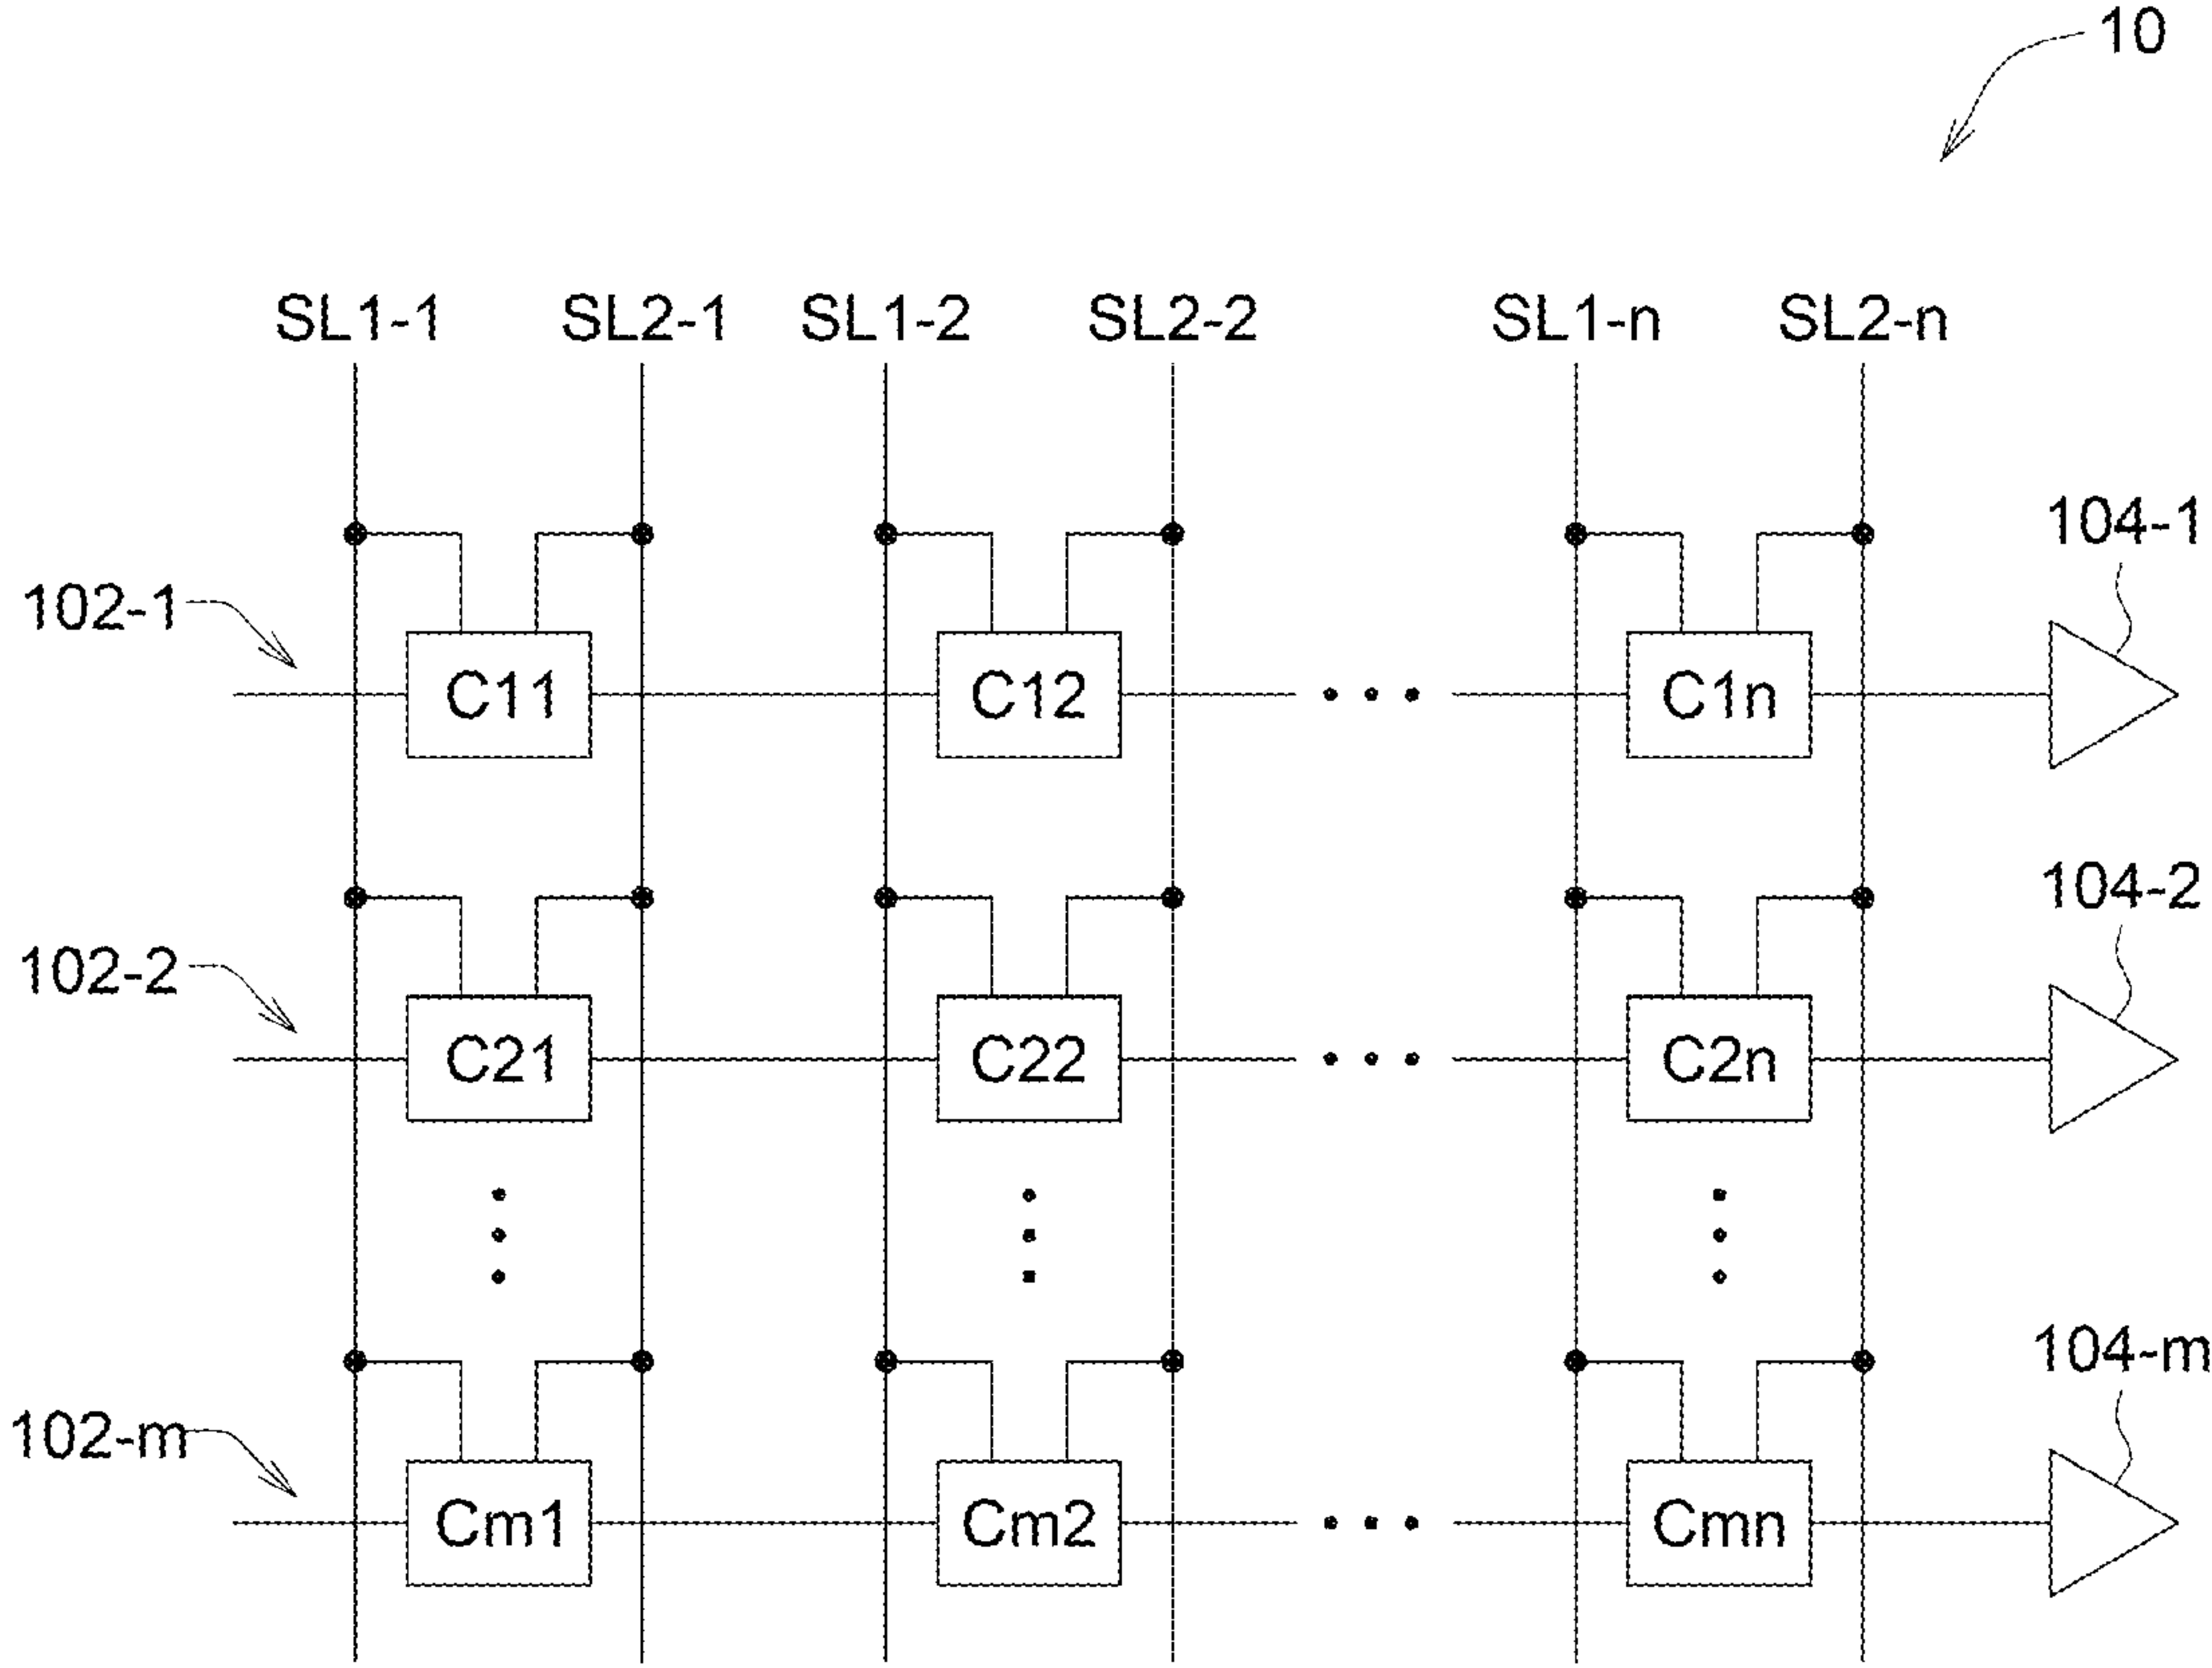 10
SL1-1 SL2-1 SL1-2 SL2-2 SL1-n SL2-n
104-1
102-1
C11 C12 C1n
104-2
102-2
C21 C22 C2n
104-m
102-m
Cm1 Cm2 Cmn